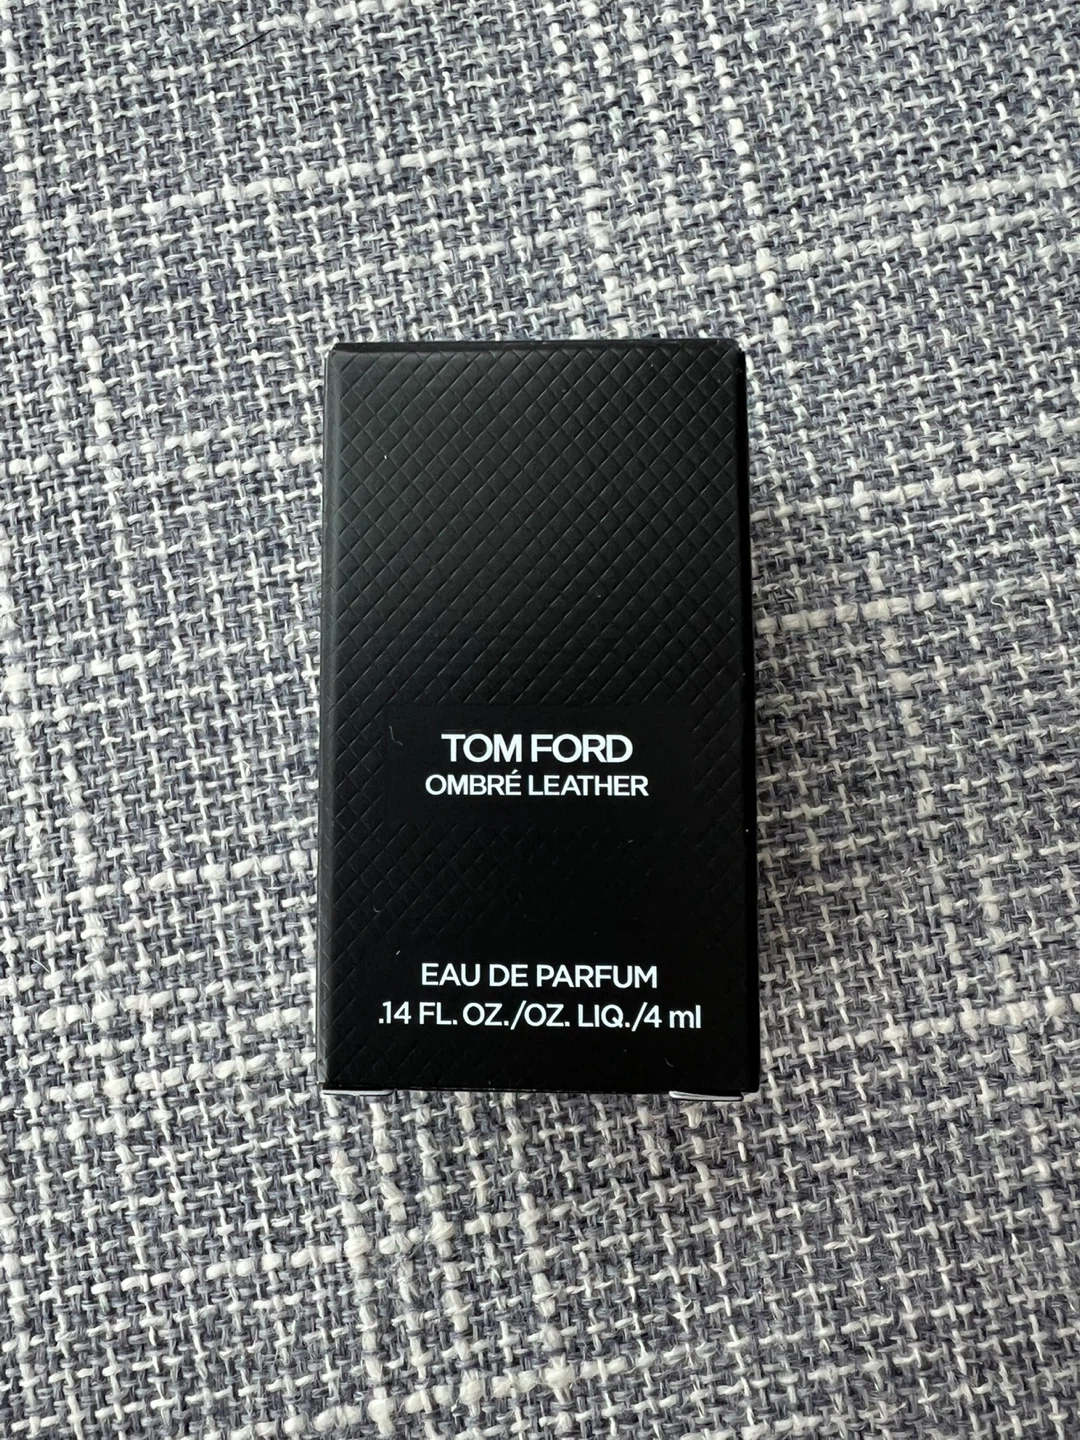 TOM FORD
OMBRÉ LEATHER
EAU DE PARFUM
.14 FL. OZ./OZ. LIQ./4 ml